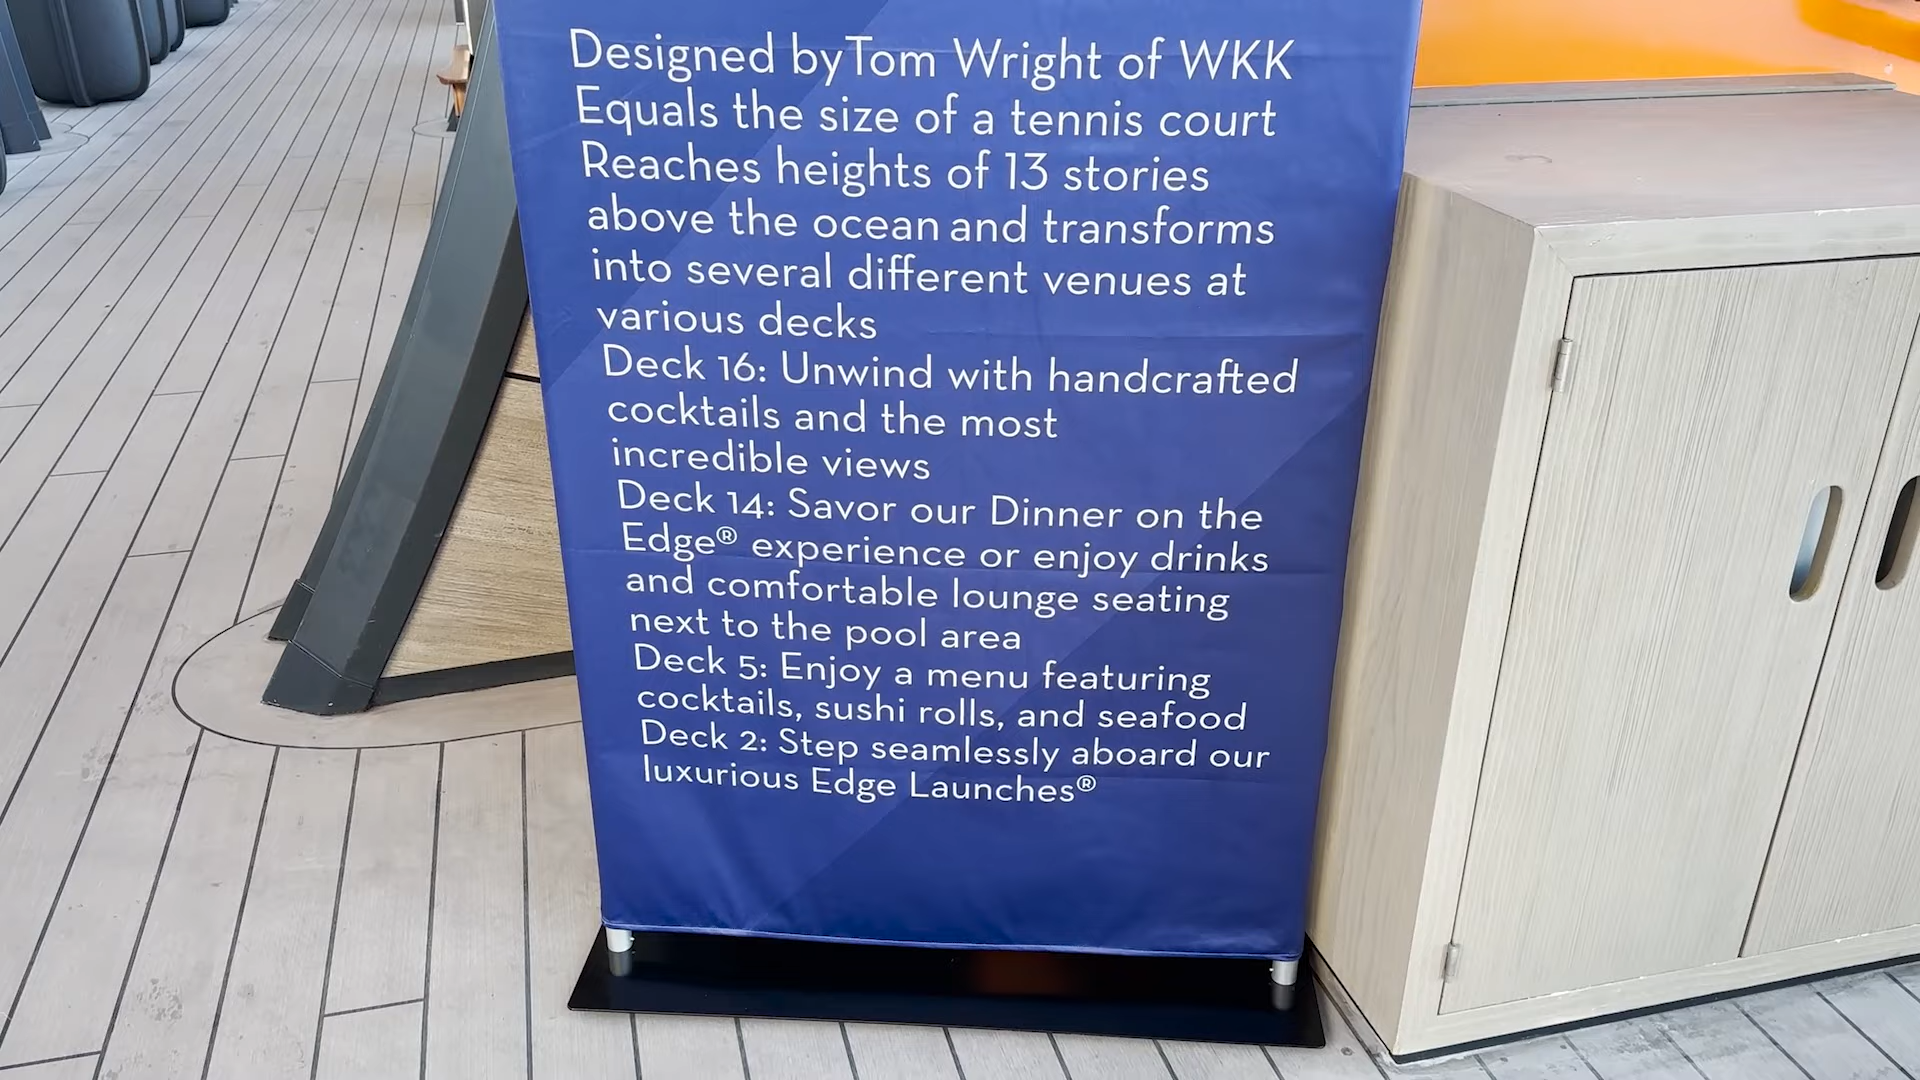 Designed by Tom Wright of WKK
Equals the size of a tennis court
Reaches heights of 13 stories
above the ocean and transforms
into several different venues at
various decks
Deck 16: Unwind with handcrafted
cocktails and the most
incredible views
Deck 14: Savor our Dinner on the
Edge® experience or enjoy drinks
and comfortable lounge seating
next to the pool area
Deck 5: Enjoy a menu featuring
cocktails, sushi rolls, and seafood
Deck 2: Step seamlessly aboard our
luxurious Edge Launches®